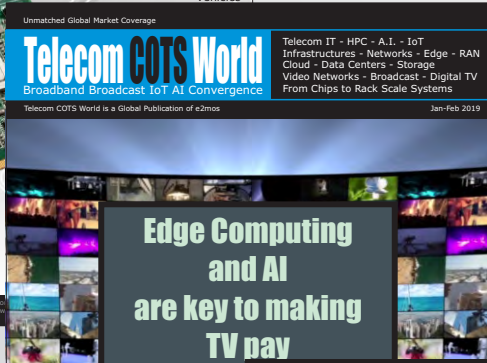 Unmatched Global Market Coverage
Telecom COTS World
Broadband Broadcast IoT AI Convergence
Telecom IT - HPC - A.I. - IoT
Infrastructures - Networks - Edge - RAN
Cloud - Data Centers - Storage
Video Networks - Broadcast - Digital TV
From Chips to Rack Scale Systems
Telecom COTS World is a Global Publication of e2mos
Jan-Feb 2019
Edge Computing
and AI
are key to making
TV pay